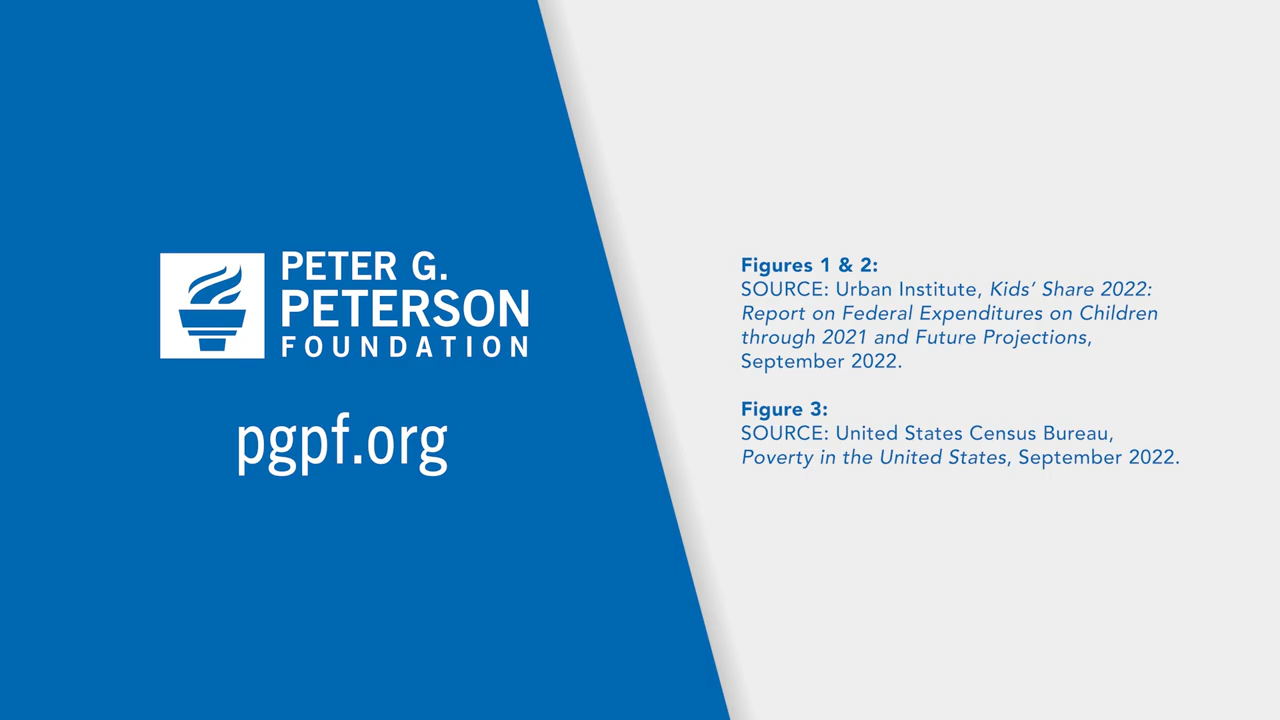 PETER G.
PETERSON
FOUNDATION
pgpf.org
Figures 1 & 2:
SOURCE: Urban Institute, Kids’ Share 2022:
Report on Federal Expenditures on Children
through 2021 and Future Projections,
September 2022.
Figure 3:
SOURCE: United States Census Bureau,
Poverty in the United States, September 2022.